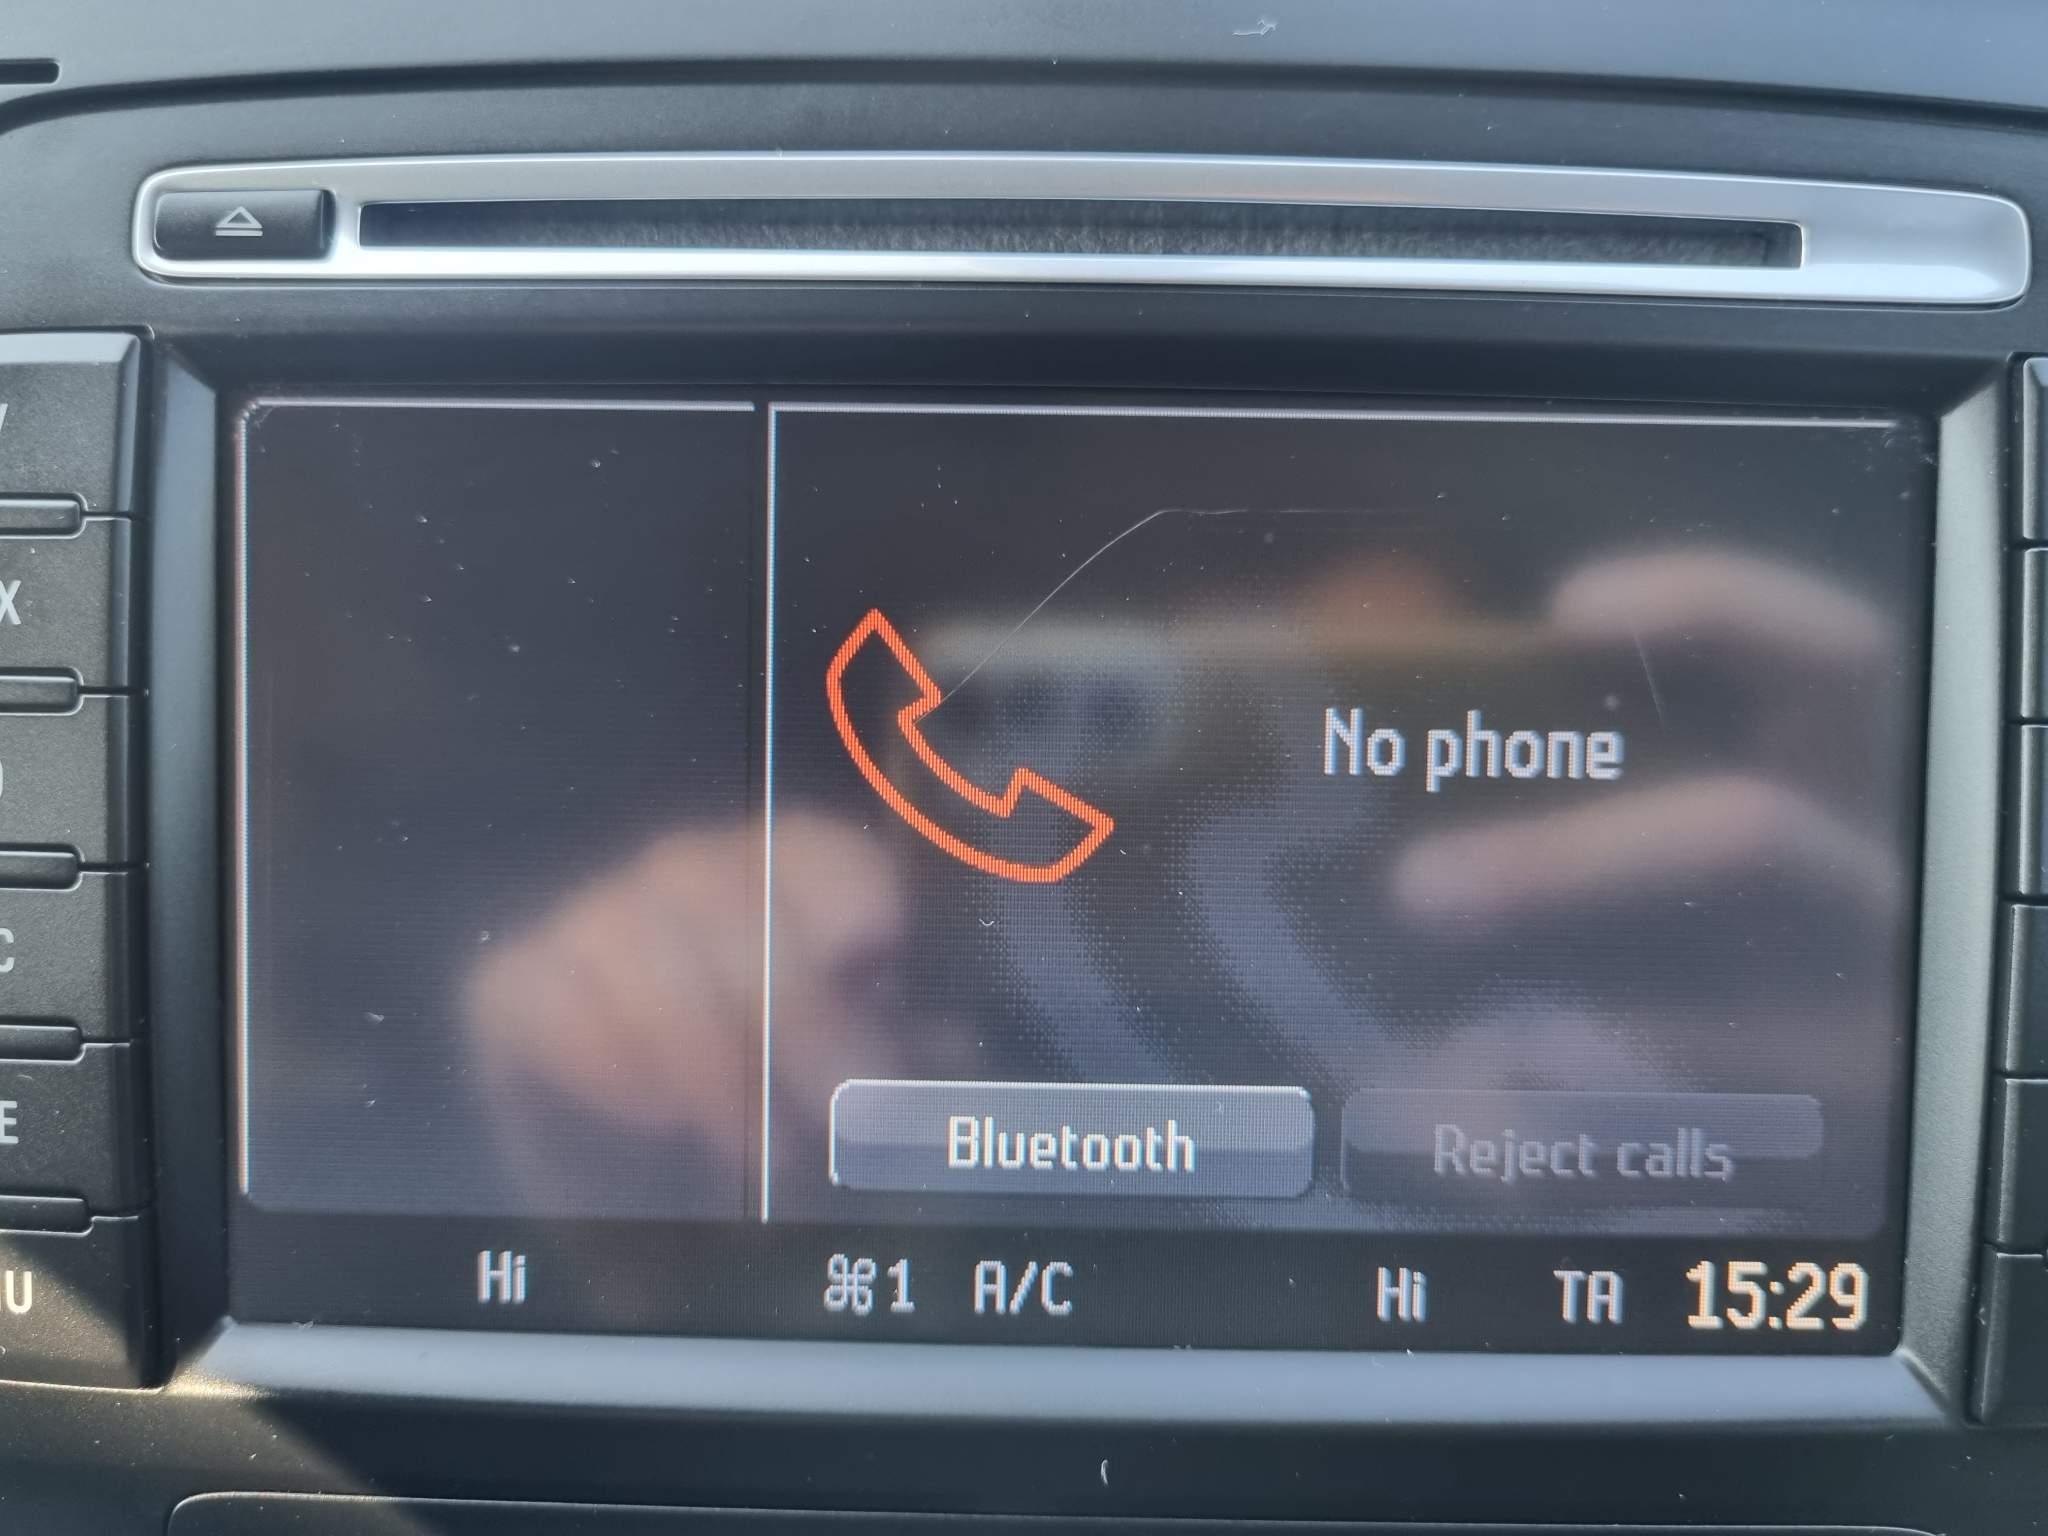 No phone
Bluetooth
Reject calls
Hi
1
A/C
Hi
TA
15:29
X
C
E